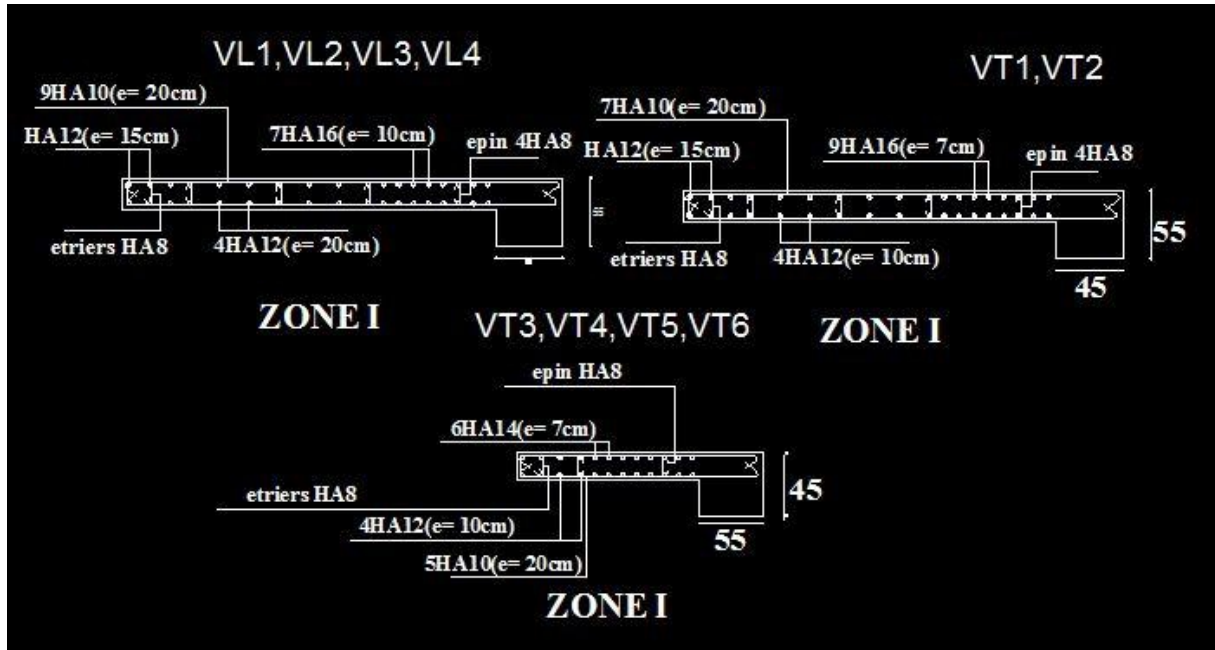 VL1,VL2,VL3,VL4
9HA10(e= 20cm)
HA12(e= 15cm)
7HA16(e= 10cm)
epin 4HA8
etriers HA8
4HA12(e= 20cm)
55
ZONE I
VT1,VT2
7HA10(e= 20cm)
HA12(e= 15cm)
9HA16(e= 7cm)
epin 4HA8
etriers HA8
4HA12(e= 10cm)
55
45
ZONE I
VT3,VT4,VT5,VT6
epin HA8
6HA14(e= 7cm)
etriers HA8
4HA12(e= 10cm)
5HA10(e= 20cm)
45
55
ZONE I